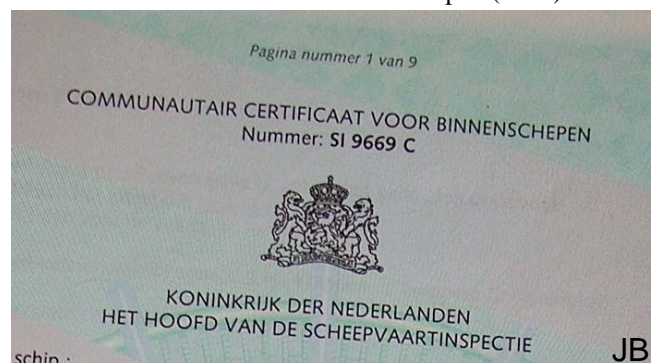 Pagina nummer 1 van 9
COMMUNAUTAIR CERTIFICAAT VOOR BINNENSCHEPEN
Nummer: SI 9669 C
KONINKRIJK DER NEDERLANDEN
HET HOOFD VAN DE SCHEEPVAARTINSPECTIE
schip :
JB